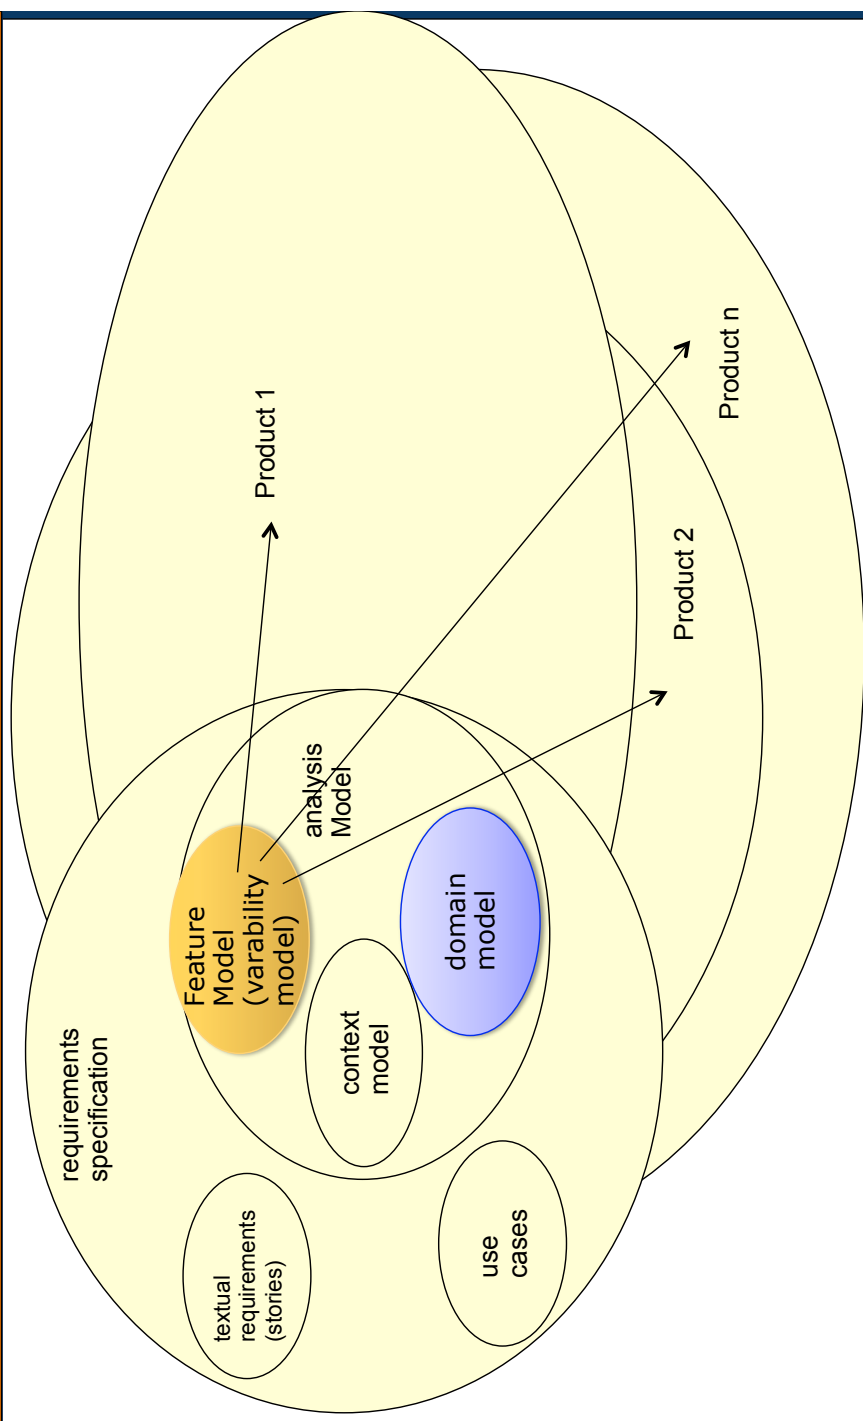 requirements
specification
textual
requirements
(stories)
use
cases
Feature
Model
(varability
model)
context
model
domain
model
analysis
Model
Product 1
Product 2
Product n